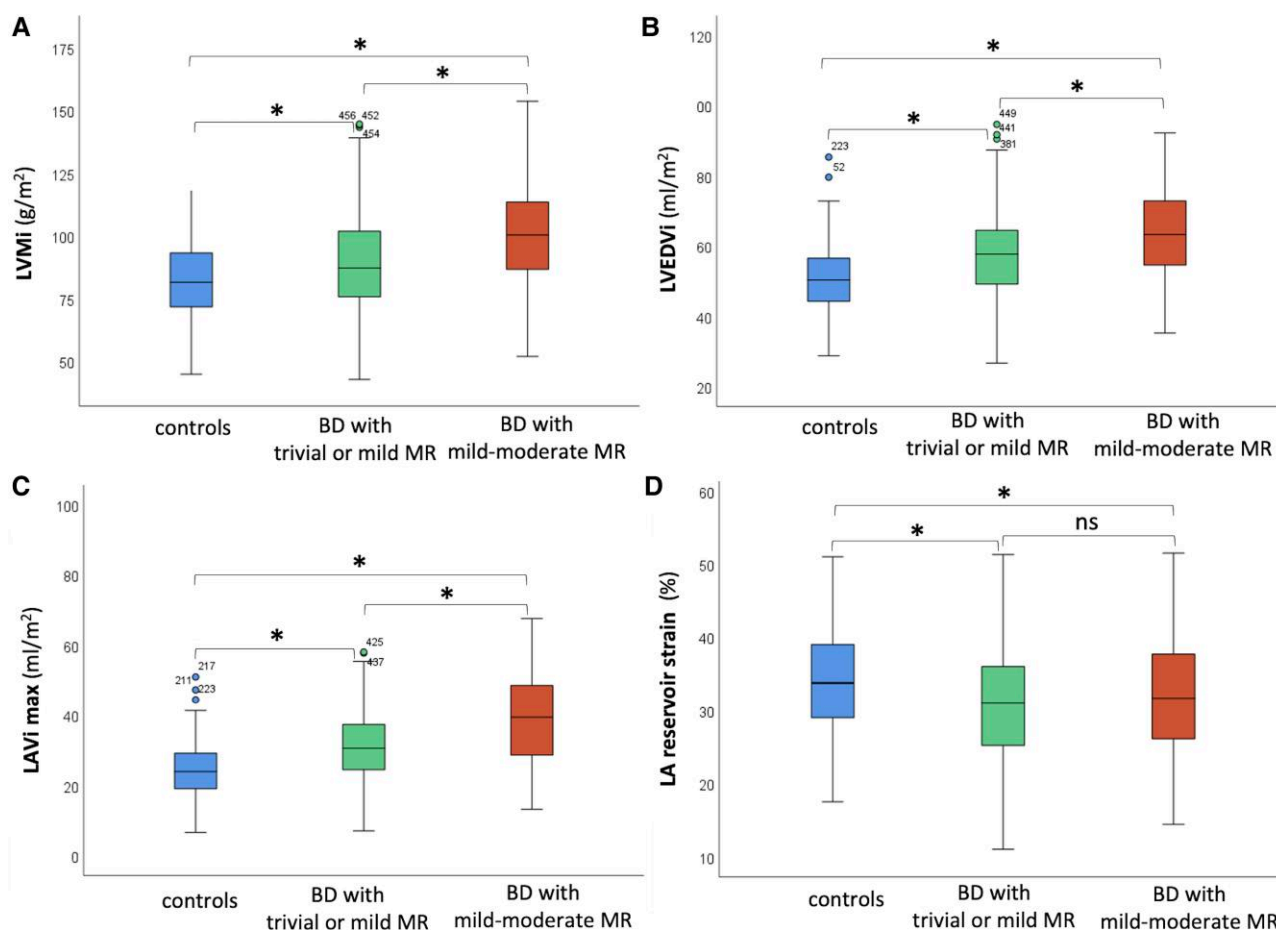 A
*
*
*
175
150
125
100
75
50
LVMi (g/m²)
456 452
454
controls
BD with
trivial or mild MR
BD with
mild-moderate MR
B
*
*
*
120
00
80
60
40
20
LVEDVi (ml/m²)
223
52
449
441
381
controls
BD with
trivial or mild MR
BD with
mild-moderate MR
C
*
*
*
100
80
60
40
20
0
LAVi max (ml/m²)
217
211 223
425
437
controls
BD with
trivial or mild MR
BD with
mild-moderate MR
D
*
*
ns
60
50
40
30
20
10
LA reservoir strain (%)
controls
BD with
trivial or mild MR
BD with
mild-moderate MR